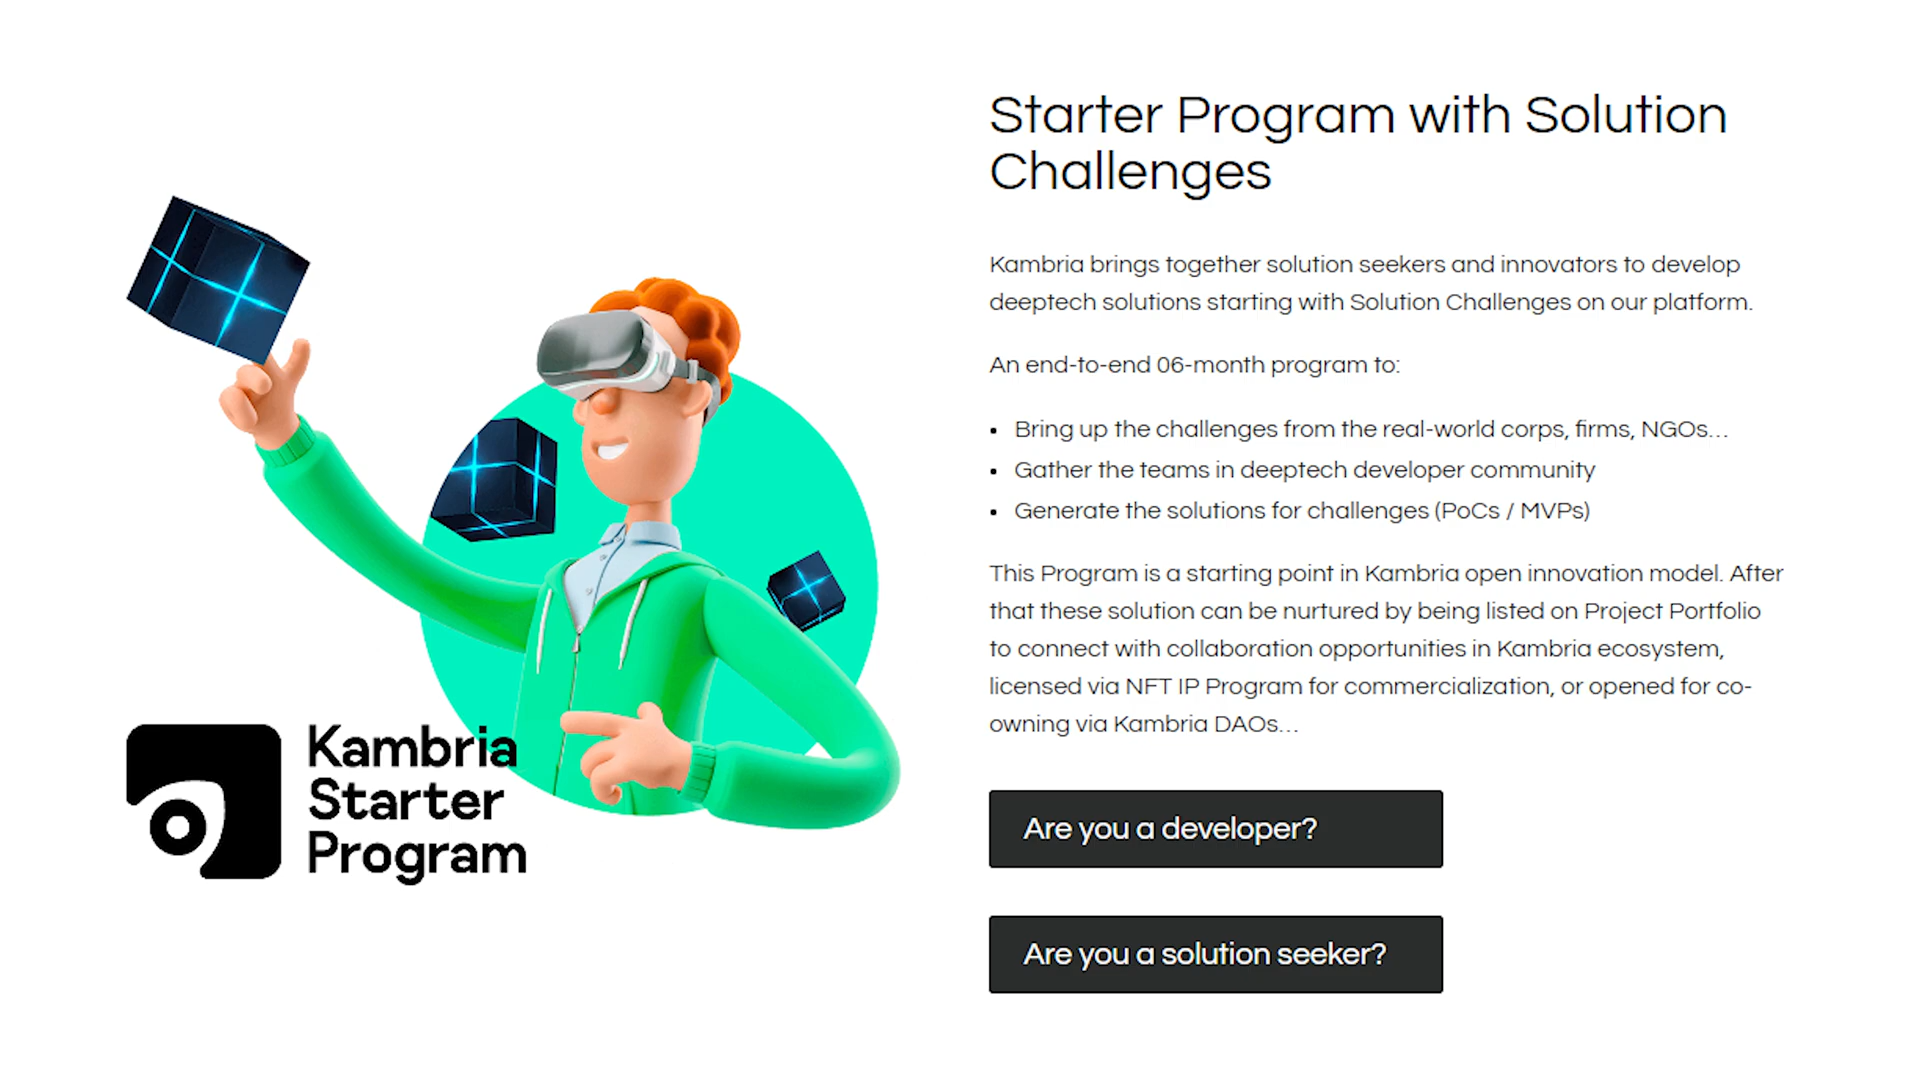 Starter Program with Solution
Challenges
Kambria brings together solution seekers and innovators to develop
deeptech solutions starting with Solution Challenges on our platform.
An end-to-end 06-month program to:
• Bring up the challenges from the real-world corps, firms, NGOs...
• Gather the teams in deeptech developer community
• Generate the solutions for challenges (PoCs / MVPs)
This Program is a starting point in Kambria open innovation model. After
that these solution can be nurtured by being listed on Project Portfolio
to connect with collaboration opportunities in Kambria ecosystem,
licensed via NFT IP Program for commercialization, or opened for co-
owning via Kambria DAOs...
Are you a developer?
Are you a solution seeker?
Kambria
Starter
Program